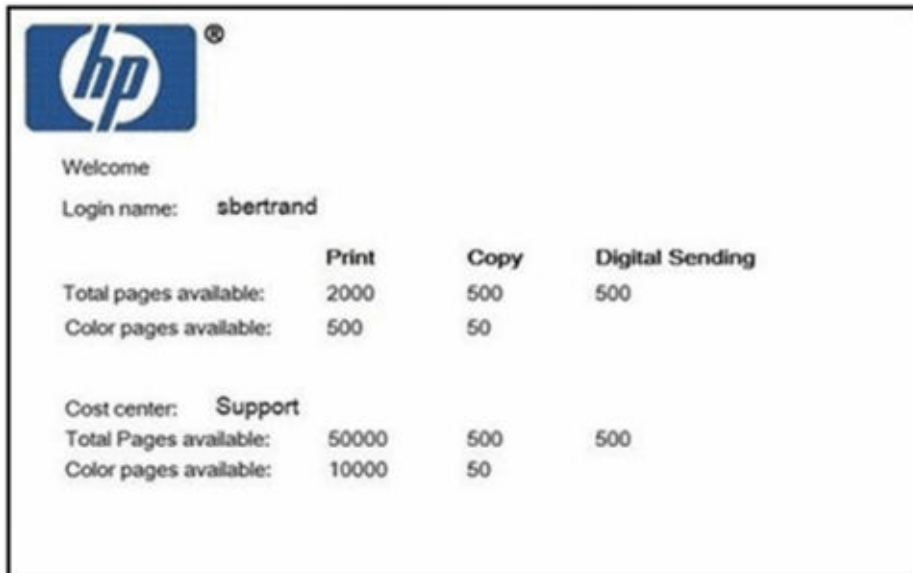 hp ®
Welcome
Login name: sbertrand
Print Copy Digital Sending
Total pages available: 2000 500 500
Color pages available: 500 50
Cost center: Support
Total Pages available: 50000 500 500
Color pages available: 10000 50